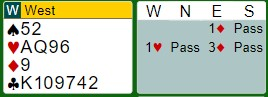 W West
♠52
♥AQ96
♦9
♣K109742
W N E S
1♦ Pass
1♥ Pass 3♦ Pass